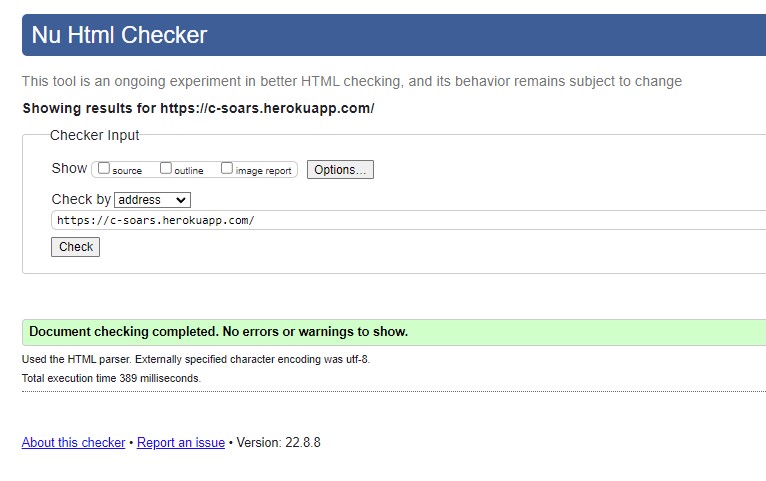 Nu Html Checker
This tool is an ongoing experiment in better HTML checking, and its behavior remains subject to change
Showing results for https://c-soars.herokuapp.com/
Checker Input
Show source outline image report Options...
Check by address
https://c-soars.herokuapp.com/
Check
Document checking completed. No errors or warnings to show.
Used the HTML parser. Externally specified character encoding was utf-8.
Total execution time 389 milliseconds.
About this checker • Report an issue • Version: 22.8.8